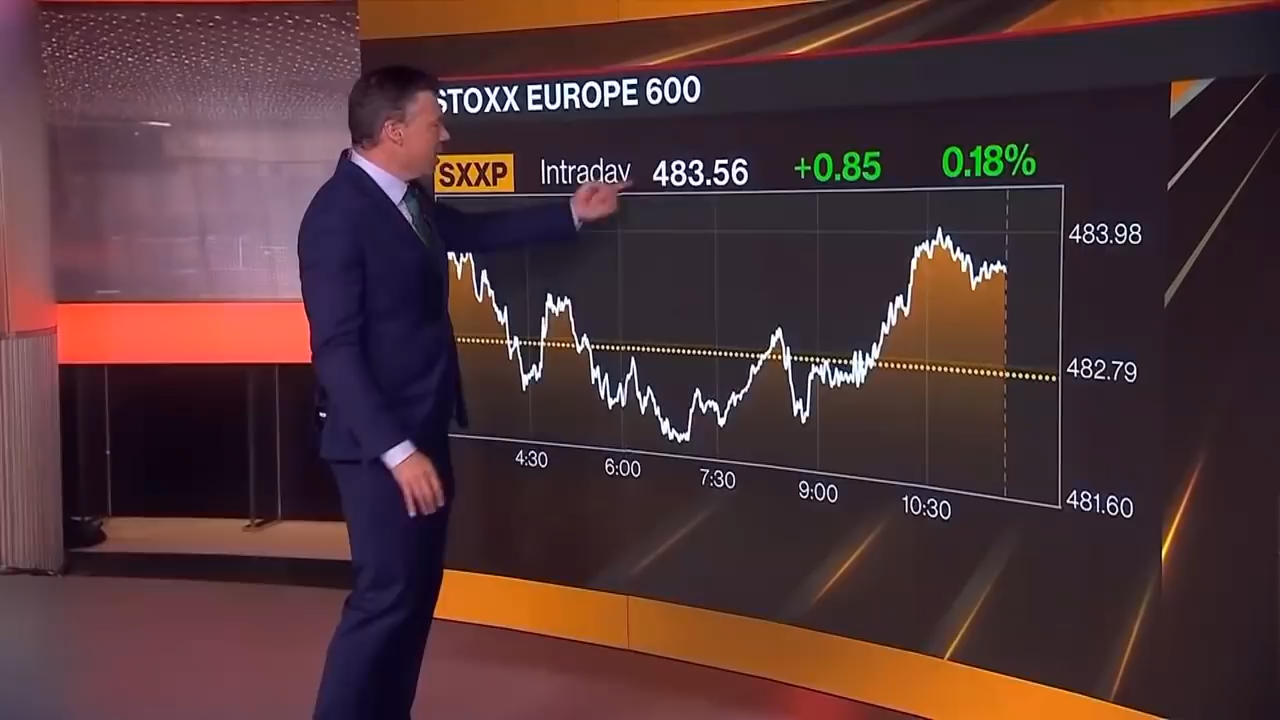 STOXX EUROPE 600
SXXP Intraday 483.56 +0.85 0.18%
483.98
482.79
481.60
4:30 6:00 7:30 9:00 10:30